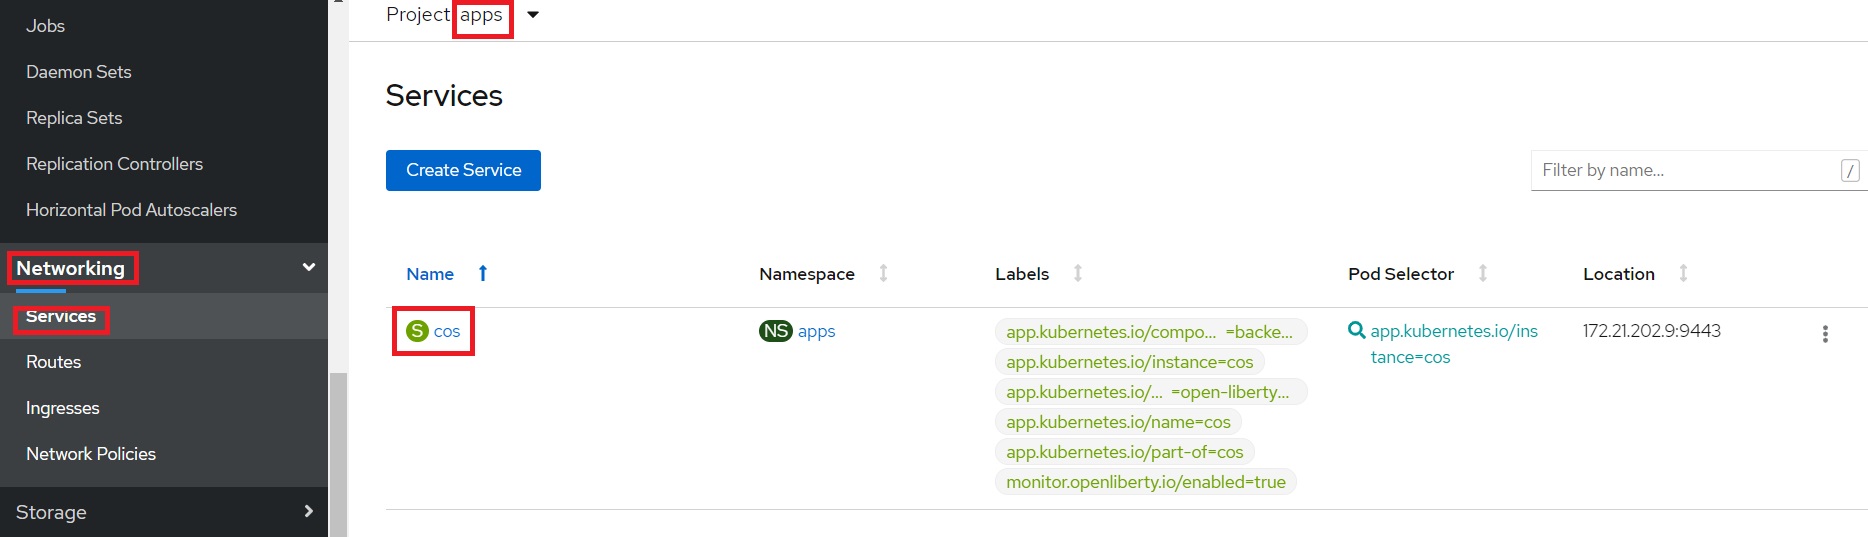 Jobs
Daemon Sets
Replica Sets
Replication Controllers
Horizontal Pod Autoscalers
Networking
Services
Routes
Ingresses
Network Policies
Storage
Project apps
Services
Create Service
Filter by name... /
Name Namespace Labels Pod Selector Location
S cos NS apps app.kubernetes.io/compo... =backe... app.kubernetes.io/ins 172.21.202.9:9443
tance=cos
app.kubernetes.io/instance=cos
app.kubernetes.io/... =open-liberty...
app.kubernetes.io/name=cos
app.kubernetes.io/part-of=cos
monitor.openliberty.io/enabled=true